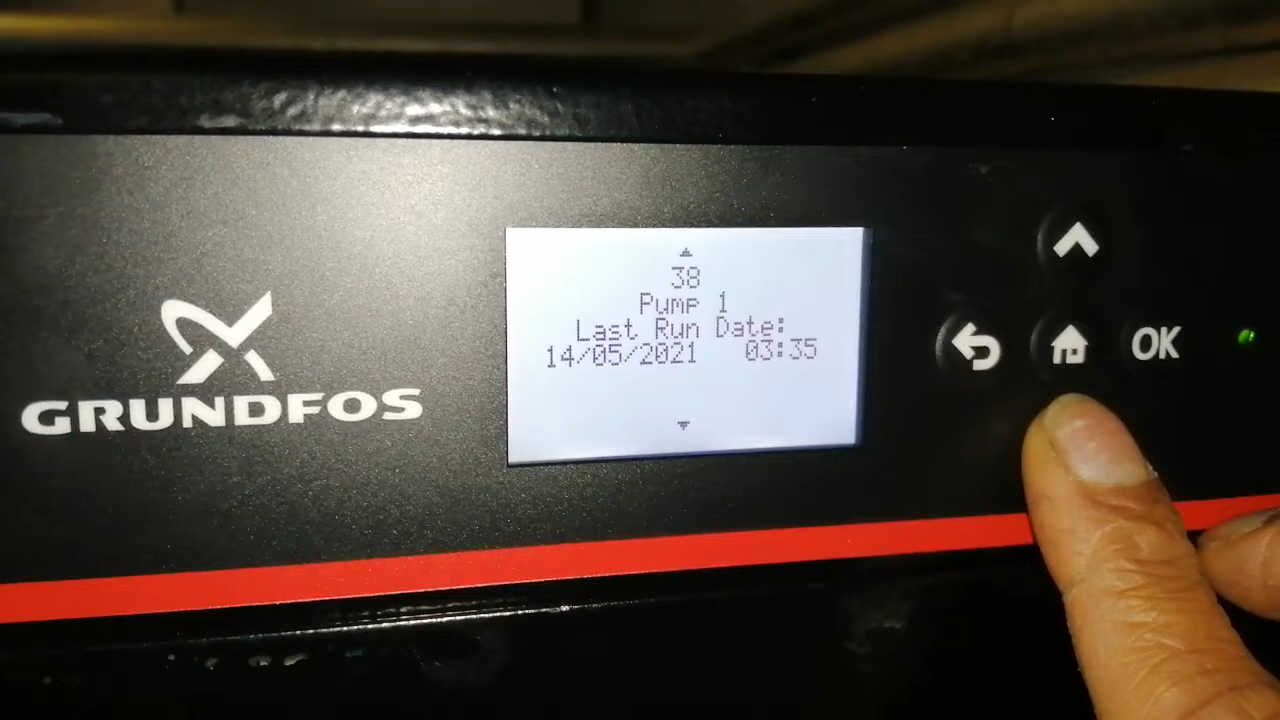 38
Pump 1
Last Run Date:
14/05/2021 03:35
GRUNDFOS
OK